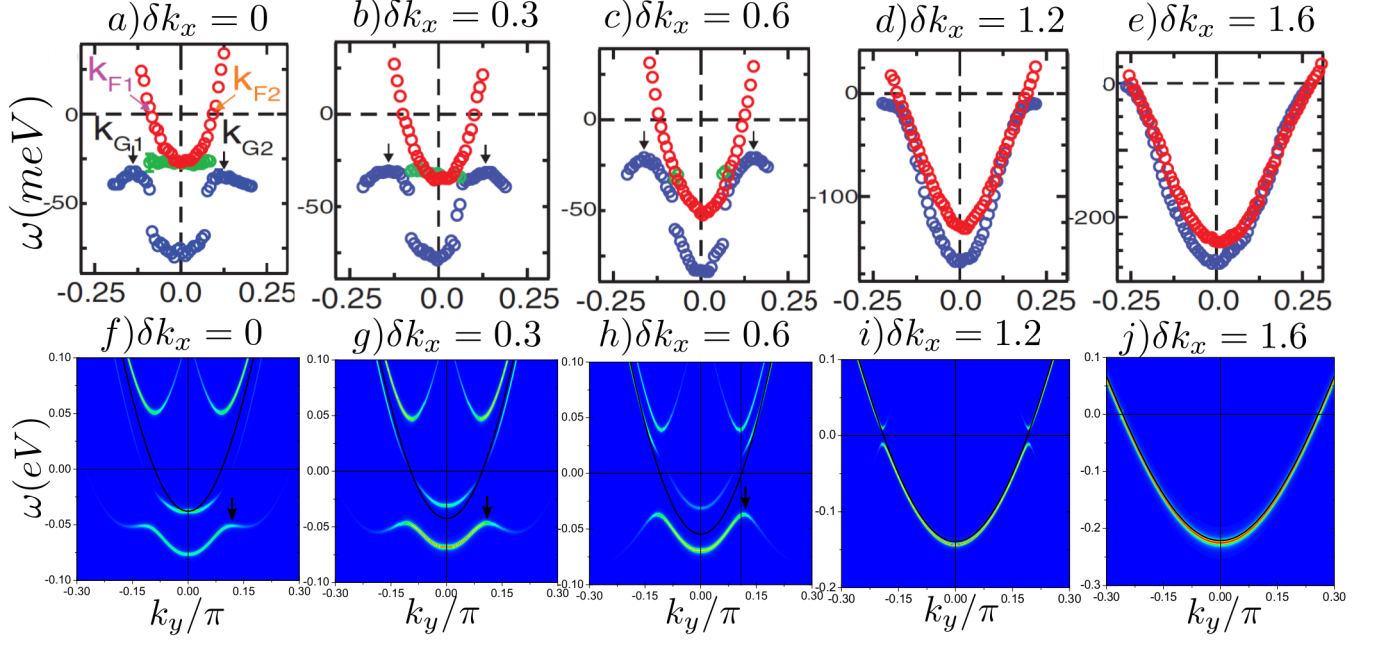 a)δk_x = 0 b)δk_x = 0.3 c)δk_x = 0.6 d)δk_x = 1.2 e)δk_x = 1.6
ω(meV)
k_F1 k_F2
k_G1 k_G2
0 0 0 0 0
-50 -50 -50 -100 -200
-0.25 0.0 0.25 -0.25 0.0 0.25 -0.25 0.0 0.25 -0.25 0.0 0.25 -0.25 0.0 0.25
f)δk_x = 0 g)δk_x = 0.3 h)δk_x = 0.6 i)δk_x = 1.2 j)δk_x = 1.6
ω(eV)
0.10 0.10 0.10 0.1 0.1
0.05 0.05 0.05 0.0 0.0
0.00 0.00 0.00 -0.1 -0.1
-0.05 -0.05 -0.05 -0.2 -0.2
-0.10 -0.10 -0.10 -0.3
-0.30 -0.15 0.00 0.15 0.30 -0.30 -0.15 0.00 0.15 0.30 -0.30 -0.15 0.00 0.15 0.30 -0.30 -0.15 0.00 0.15 0.30 -0.30 -0.15 0.00 0.15 0.30
k_y/π k_y/π k_y/π k_y/π k_y/π